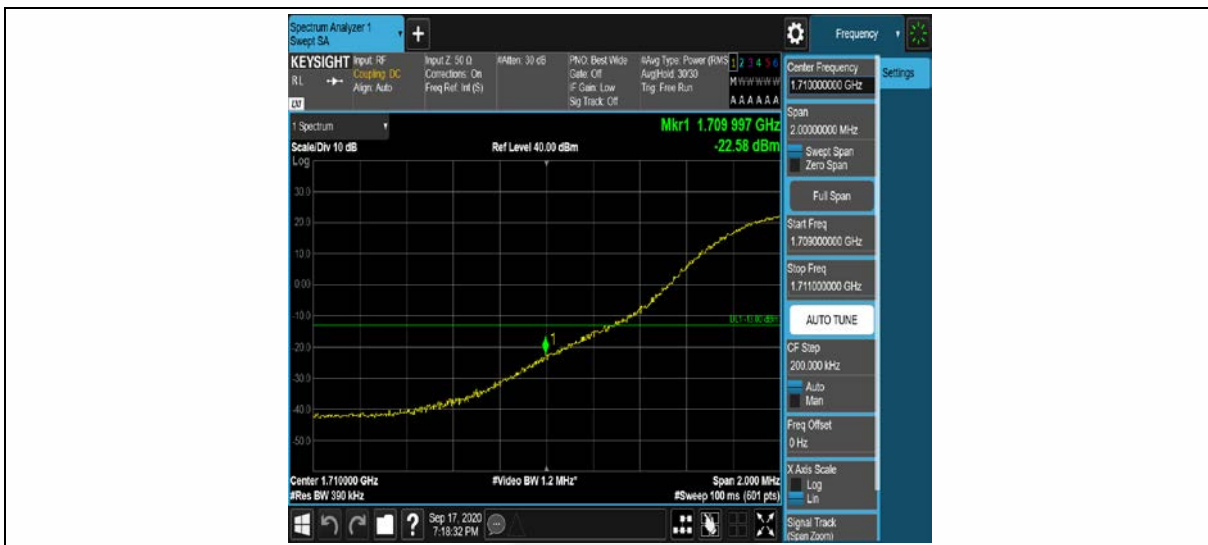 Spectrum Analyzer 1
Swept SA
+
Frequency
KEYSIGHT
RL
Input: RF
Coupling: DC
Align: Auto
Input Z: 50 Ω
Corrections: On
Freq Ref: Int (S)
#Atten: 30 dB
PNO: Best Wide
Gate: Off
IF Gain: Low
Sig Track: Off
#Avg Type: Power (RMS
Avg|Hold: 30/30
Trig: Free Run
1 2 3 4 5 6
M W W W W W
A A A A A A
1 Spectrum
Mkr1 1.709 997 GHz
-22.58 dBm
Scale/Div 10 dB
Ref Level 40.00 dBm
Log
30.0
20.0
10.0
0.00
-10.0
-20.0
-30.0
-40.0
-50.0
DL1 -13.00 dBm
1
Center 1.710000 GHz
#Video BW 1.2 MHz*
Span 2.000 MHz
#Res BW 390 kHz
#Sweep 100 ms (601 pts)
Center Frequency
1.710000000 GHz
Settings
Span
2.00000000 MHz
Swept Span
Zero Span
Full Span
Start Freq
1.709000000 GHz
Stop Freq
1.711000000 GHz
AUTO TUNE
CF Step
200.000 kHz
Auto
Man
Freq Offset
0 Hz
X Axis Scale
Log
Lin
Signal Track
(Span Zoom)
?
Sep 17, 2020
7:18:32 PM